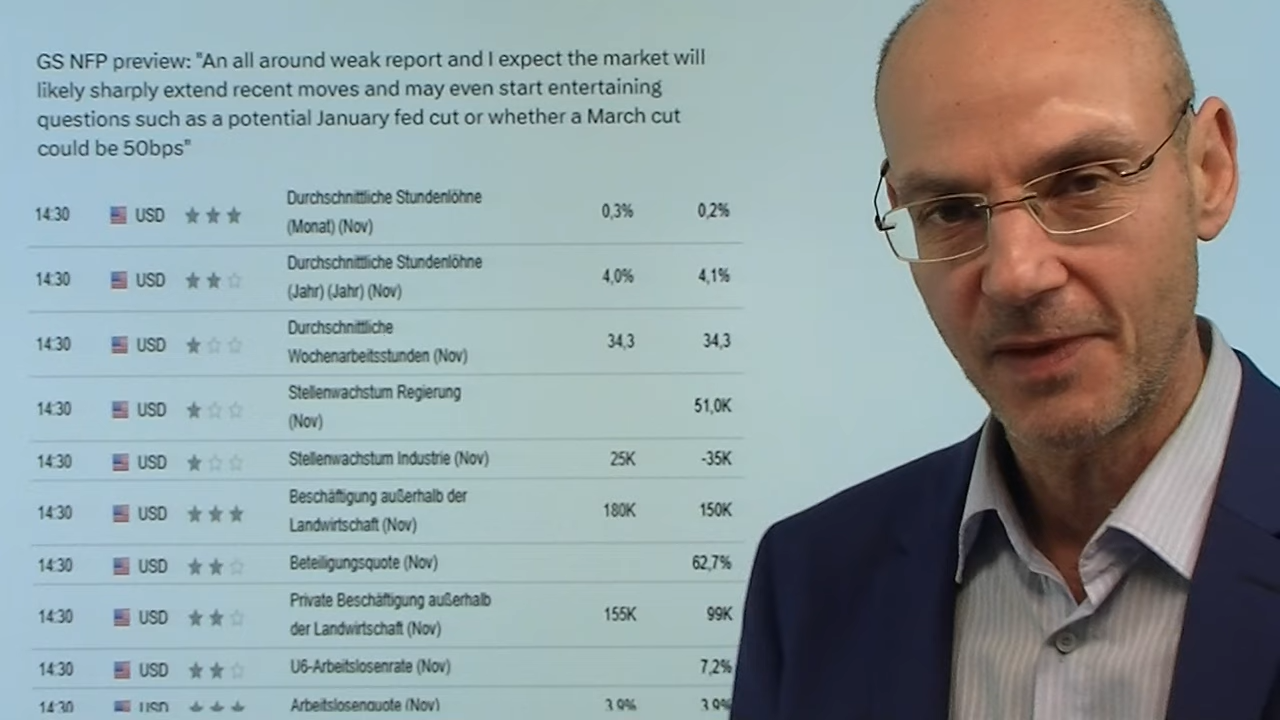 GS NFP preview: "An all around weak report and I expect the market will
likely sharply extend recent moves and may even start entertaining
questions such as a potential January fed cut or whether a March cut
could be 50bps"
14:30 USD Durchschnittliche Stundenlöhne
(Monat) (Nov) 0,3% 0,2%
14:30 USD Durchschnittliche Stundenlöhne
(Jahr) (Jahr) (Nov) 4,0% 4,1%
14:30 USD Durchschnittliche
Wochenarbeitsstunden (Nov) 34,3 34,3
14:30 USD Stellenwachstum Regierung
(Nov) 51,0K
14:30 USD Stellenwachstum Industrie (Nov) 25K -35K
14:30 USD Beschäftigung außerhalb der
Landwirtschaft (Nov) 180K 150K
14:30 USD Beteiligungsquote (Nov) 62,7%
14:30 USD Private Beschäftigung außerhalb
der Landwirtschaft (Nov) 155K 99K
14:30 USD U6-Arbeitslosenrate (Nov) 7,2%
14:30 USD Arbeitslosenquote (Nov) 3,9% 3,9%